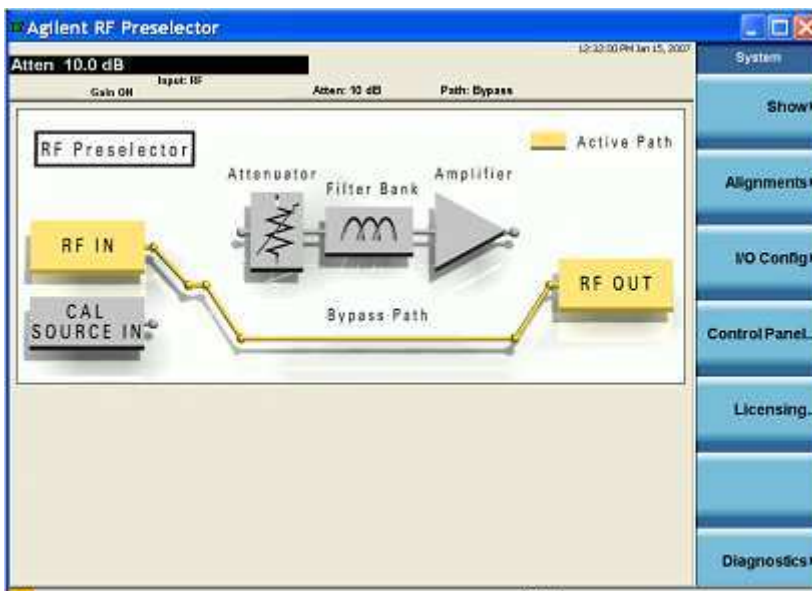 Agilent RF Preselector
12:32:00 PM Jan 15, 2007
Atten 10.0 dB
Input: RF
Gain ON
Atten: 10 dB
Path: Bypass
System
Show
Alignments
I/O Config
Control Panel...
Licensing...
Diagnostics
RF Preselector
Active Path
Attenuator
Filter Bank
Amplifier
RF IN
RF OUT
CAL
SOURCE IN
Bypass Path